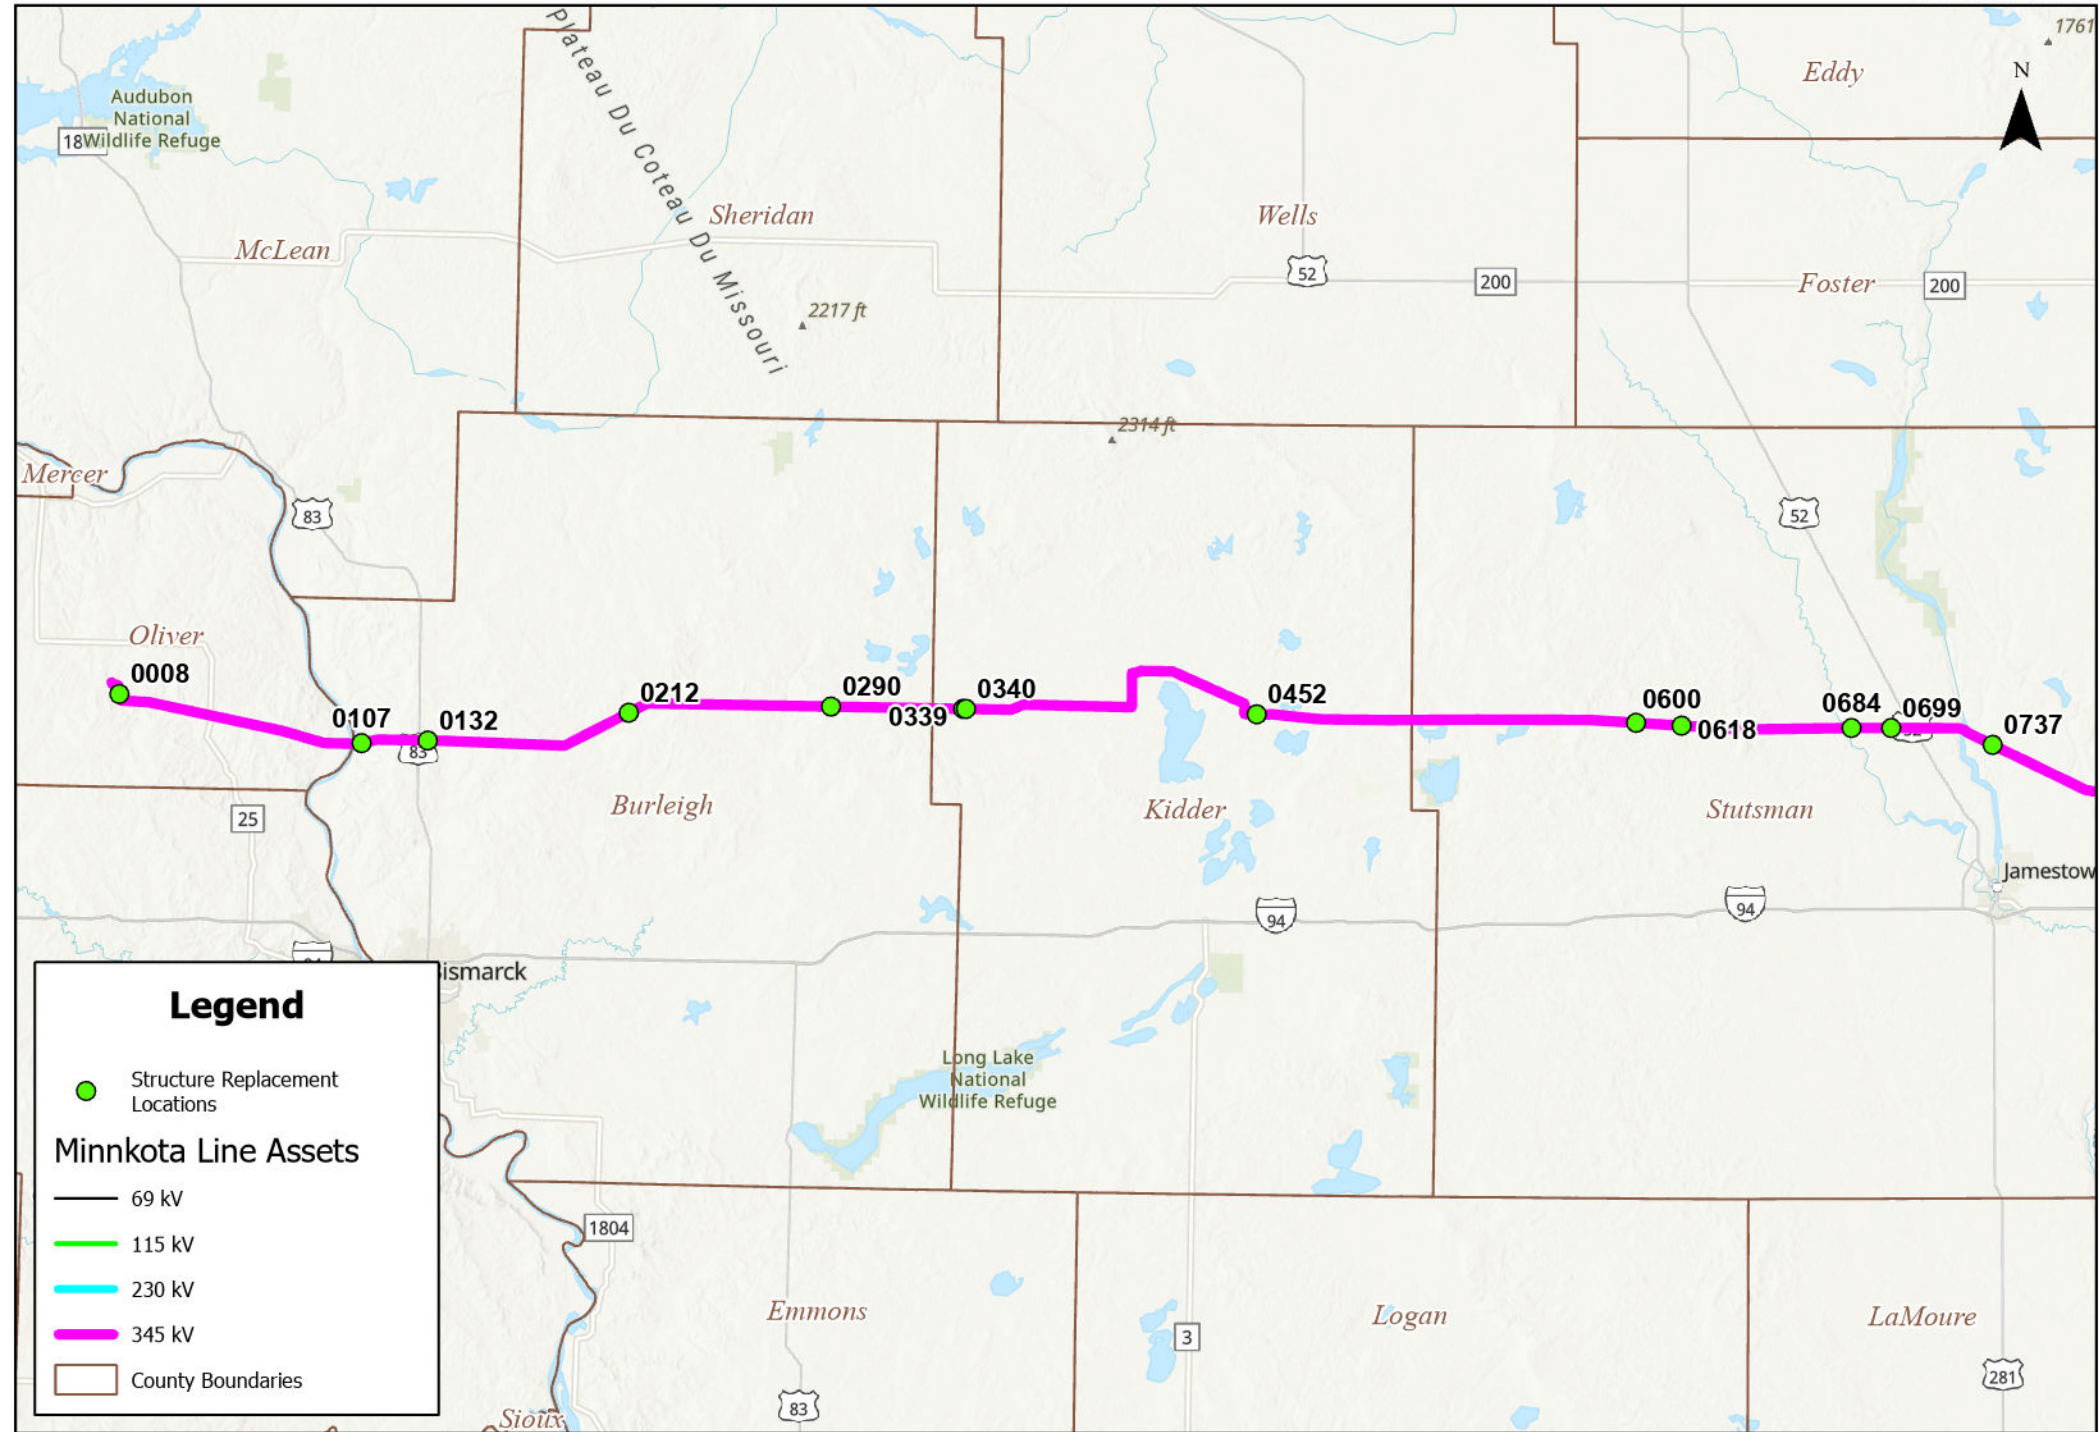 Plateau Du Coteau Du Missouri
1761
Eddy
N
Audubon
National
Wildlife Refuge
18
Sheridan
Wells
McLean
52
200
Foster
200
2217 ft
2314 ft
Mercer
83
52
Oliver
0008
0107
0132
83
0212
0290
0339
0340
0452
0600
0618
0684
0699
0737
Burleigh
Kidder
Stutsman
25
Jamestow
94
94
ismarck
Long Lake
National
Wildlife Refuge
Legend
Structure Replacement
Locations
Minnkota Line Assets
69 kV
115 kV
230 kV
345 kV
County Boundaries
1804
Emmons
Logan
LaMoure
3
281
83
Sioux